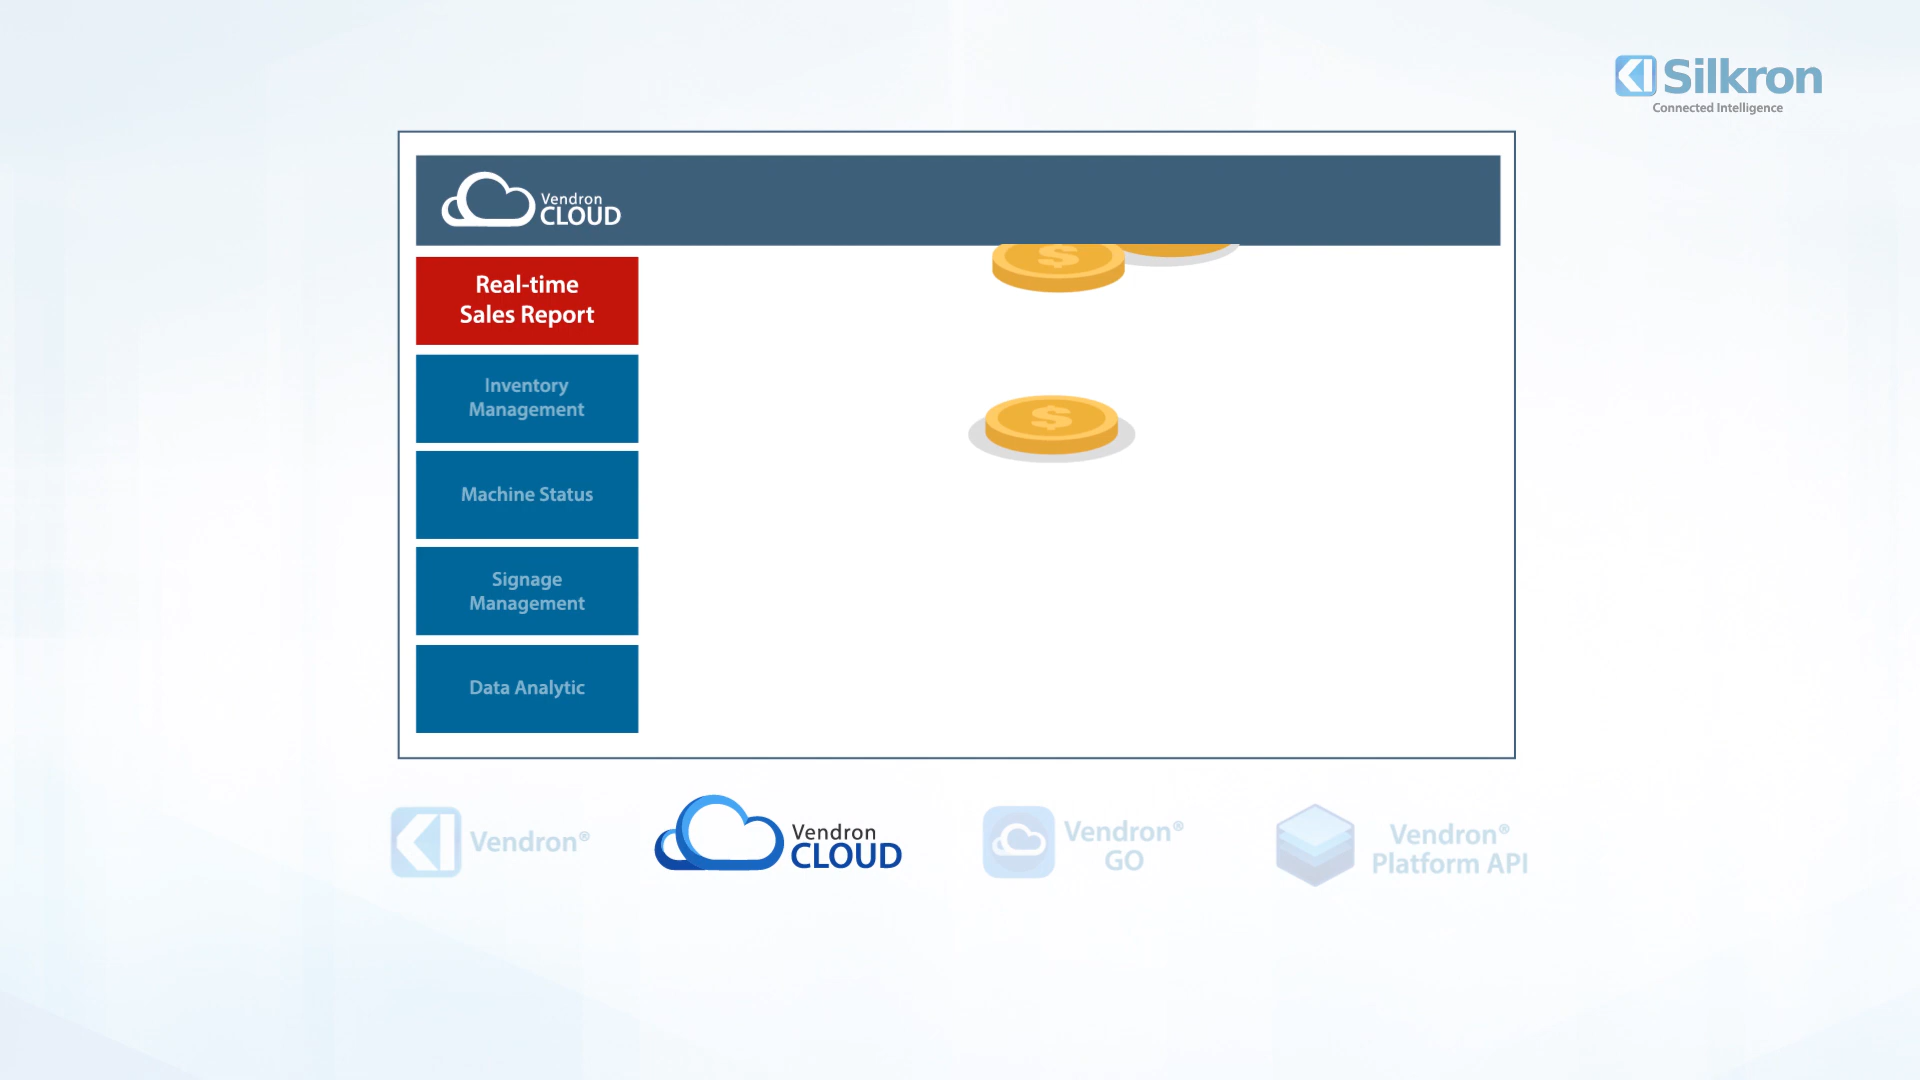 Silkron
Connected Intelligence
Vendron
CLOUD
Real-time
Sales Report
Inventory
Management
Machine Status
Signage
Management
Data Analytic
$
$
Vendron®
Vendron
CLOUD
Vendron®
GO
Vendron®
Platform API